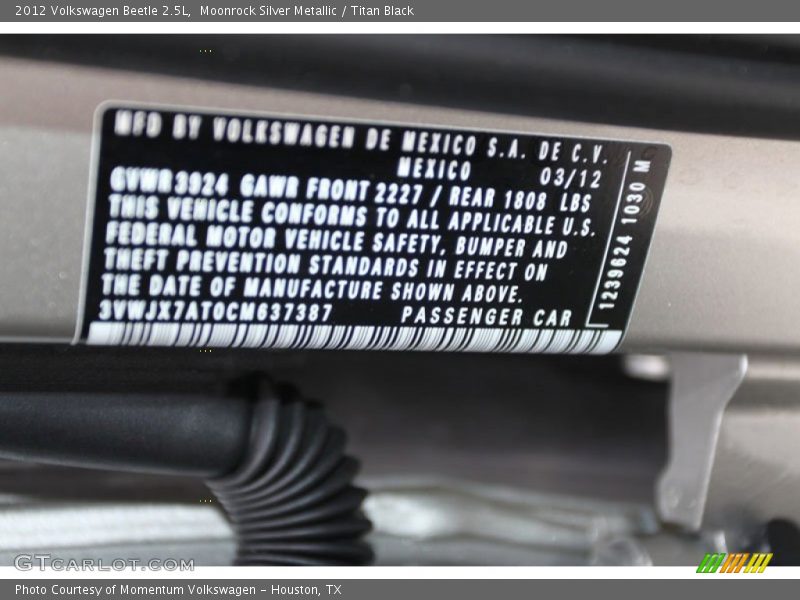 2012 Volkswagen Beetle 2.5L,  Moonrock Silver Metallic / Titan Black
MFD BY VOLKSWAGEN DE MEXICO S.A. DE C.V.
MEXICO 03/12
GVWR 3924 GAWR FRONT 2227 / REAR 1808 LBS
THIS VEHICLE CONFORMS TO ALL APPLICABLE U.S.
FEDERAL MOTOR VEHICLE SAFETY, BUMPER AND
THEFT PREVENTION STANDARDS IN EFFECT ON
THE DATE OF MANUFACTURE SHOWN ABOVE.
3VWJX7AT0CM637387 PASSENGER CAR
1239624 1030 M
GTCARLOT.COM
Photo Courtesy of Momentum Volkswagen - Houston, TX